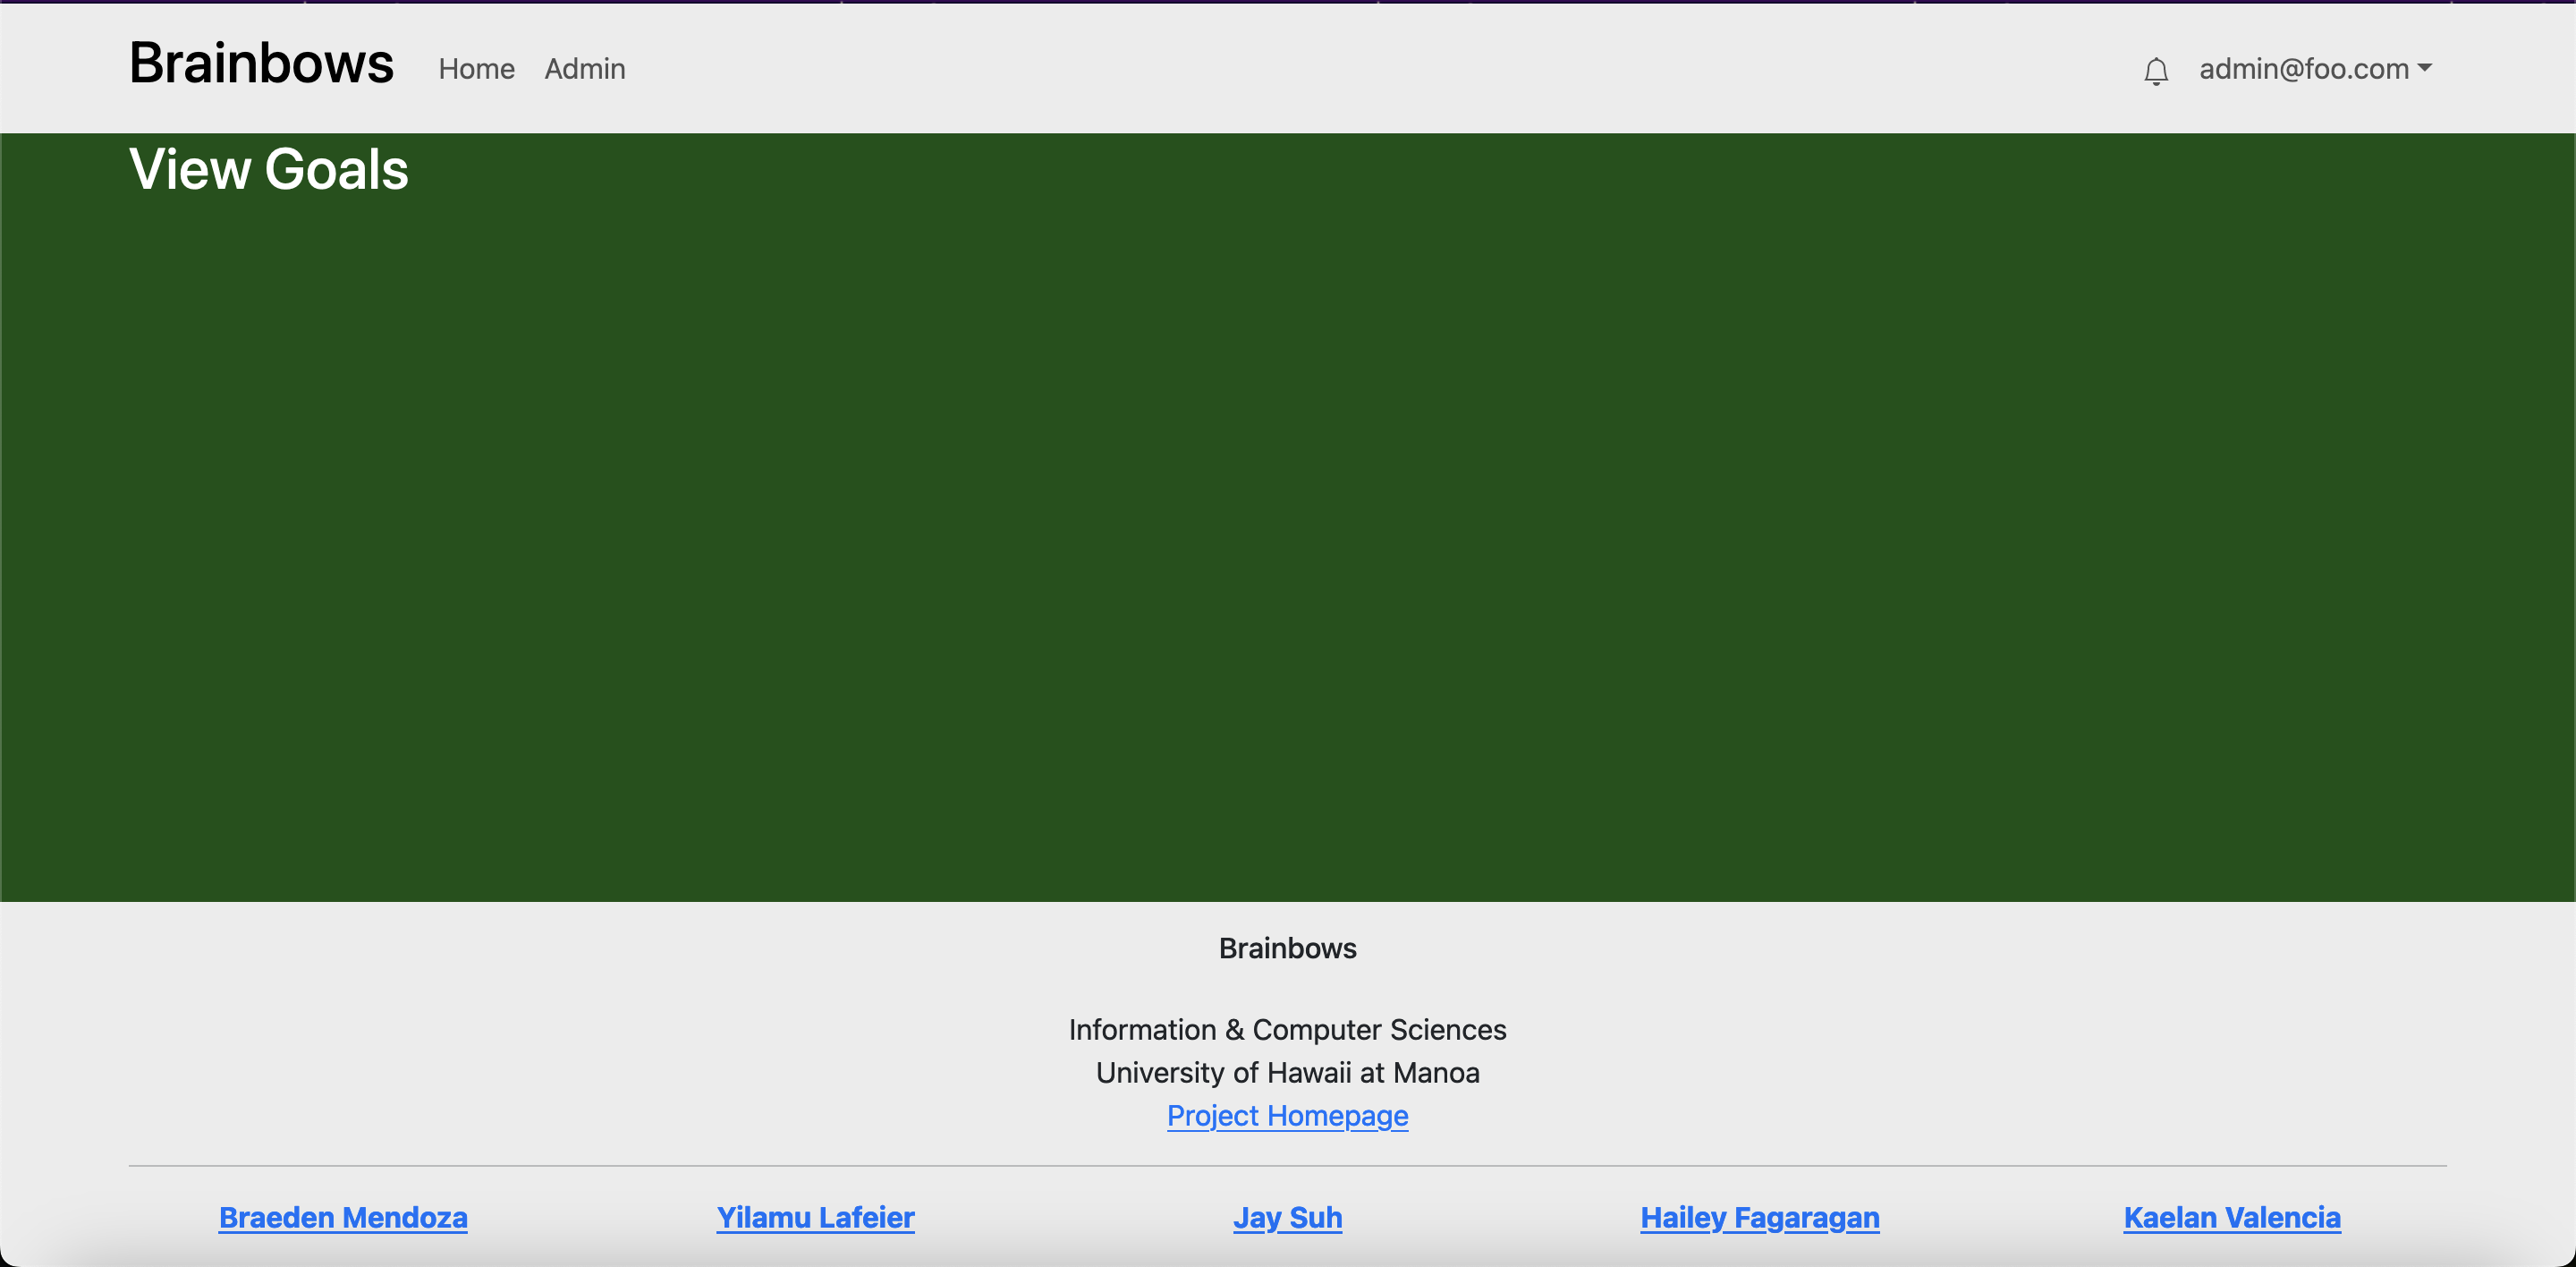 Brainbows Home Admin admin@foo.com
View Goals
Brainbows
Information & Computer Sciences
University of Hawaii at Manoa
Project Homepage
Braeden Mendoza Yilamu Lafeier Jay Suh Hailey Fagaragan Kaelan Valencia